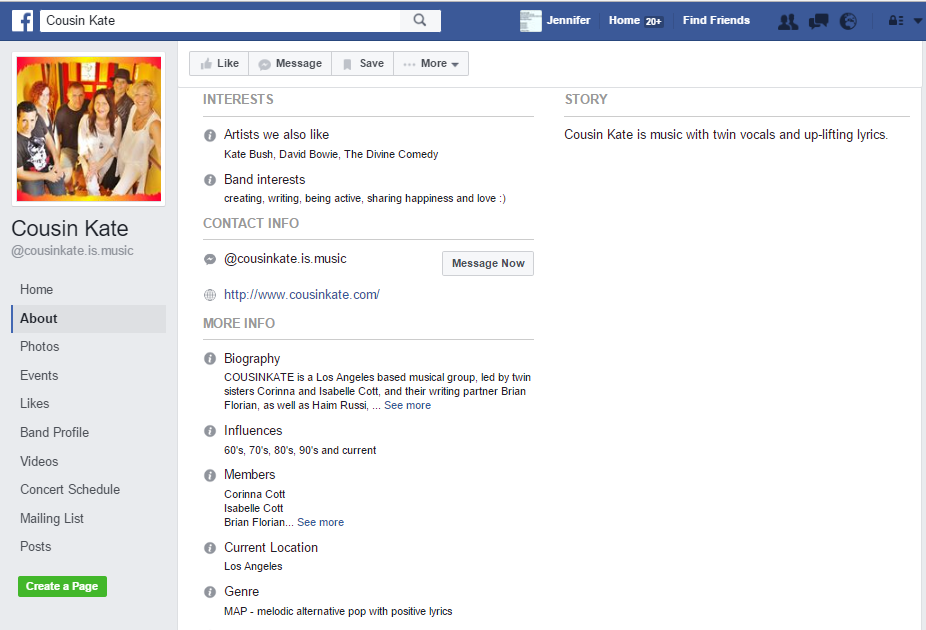 Cousin Kate
Jennifer
Home 20+
Find Friends
Like
Message
Save
More
Cousin Kate
@cousinkate.is.music
Home
About
Photos
Events
Likes
Band Profile
Videos
Concert Schedule
Mailing List
Posts
Create a Page
INTERESTS
Artists we also like
Kate Bush, David Bowie, The Divine Comedy
Band interests
creating, writing, being active, sharing happiness and love :)
CONTACT INFO
@cousinkate.is.music
Message Now
http://www.cousinkate.com/
MORE INFO
Biography
COUSINKATE is a Los Angeles based musical group, led by twin
sisters Corinna and Isabelle Cott, and their writing partner Brian
Florian, as well as Haim Russi, ... See more
Influences
60's, 70's, 80's, 90's and current
Members
Corinna Cott
Isabelle Cott
Brian Florian... See more
Current Location
Los Angeles
Genre
MAP - melodic alternative pop with positive lyrics
STORY
Cousin Kate is music with twin vocals and up-lifting lyrics.